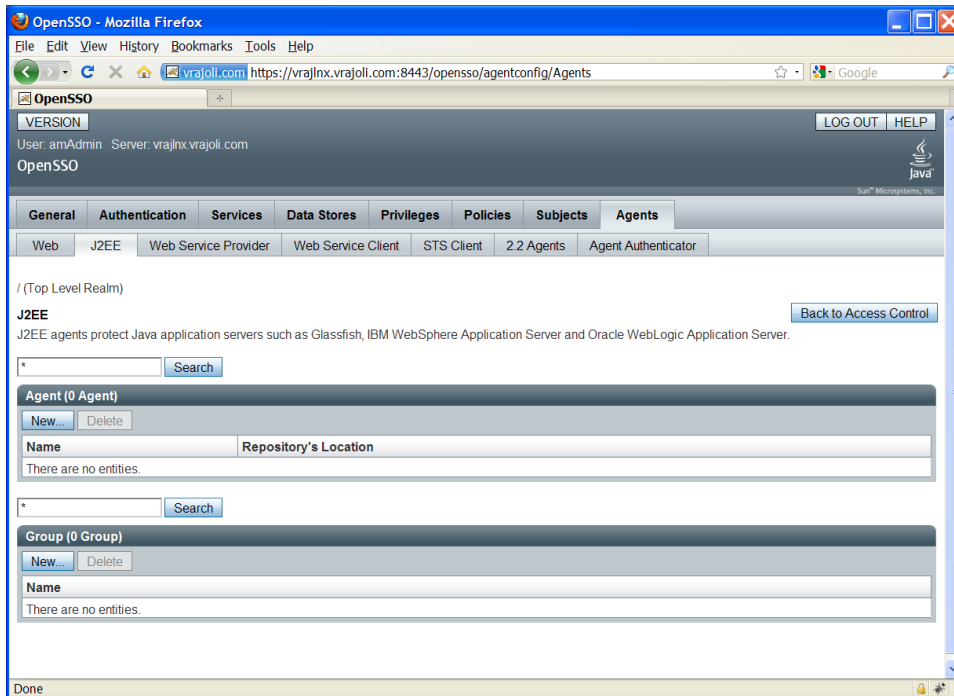 OpenSSO - Mozilla Firefox
File Edit View History Bookmarks Tools Help
vrajoli.com https://vrajlnx.vrajoli.com:8443/opensso/agentconfig/Agents Google
OpenSSO
VERSION LOG OUT HELP
User: amAdmin Server: vrajlnx.vrajoli.com
OpenSSO
Java
Sun™ Microsystems, Inc.
General Authentication Services Data Stores Privileges Policies Subjects Agents
Web J2EE Web Service Provider Web Service Client STS Client 2.2 Agents Agent Authenticator
/ (Top Level Realm)
J2EE Back to Access Control
J2EE agents protect Java application servers such as Glassfish, IBM WebSphere Application Server and Oracle WebLogic Application Server.
* Search
Agent (0 Agent)
New... Delete
Name Repository's Location
There are no entities.
* Search
Group (0 Group)
New... Delete
Name
There are no entities.
Done